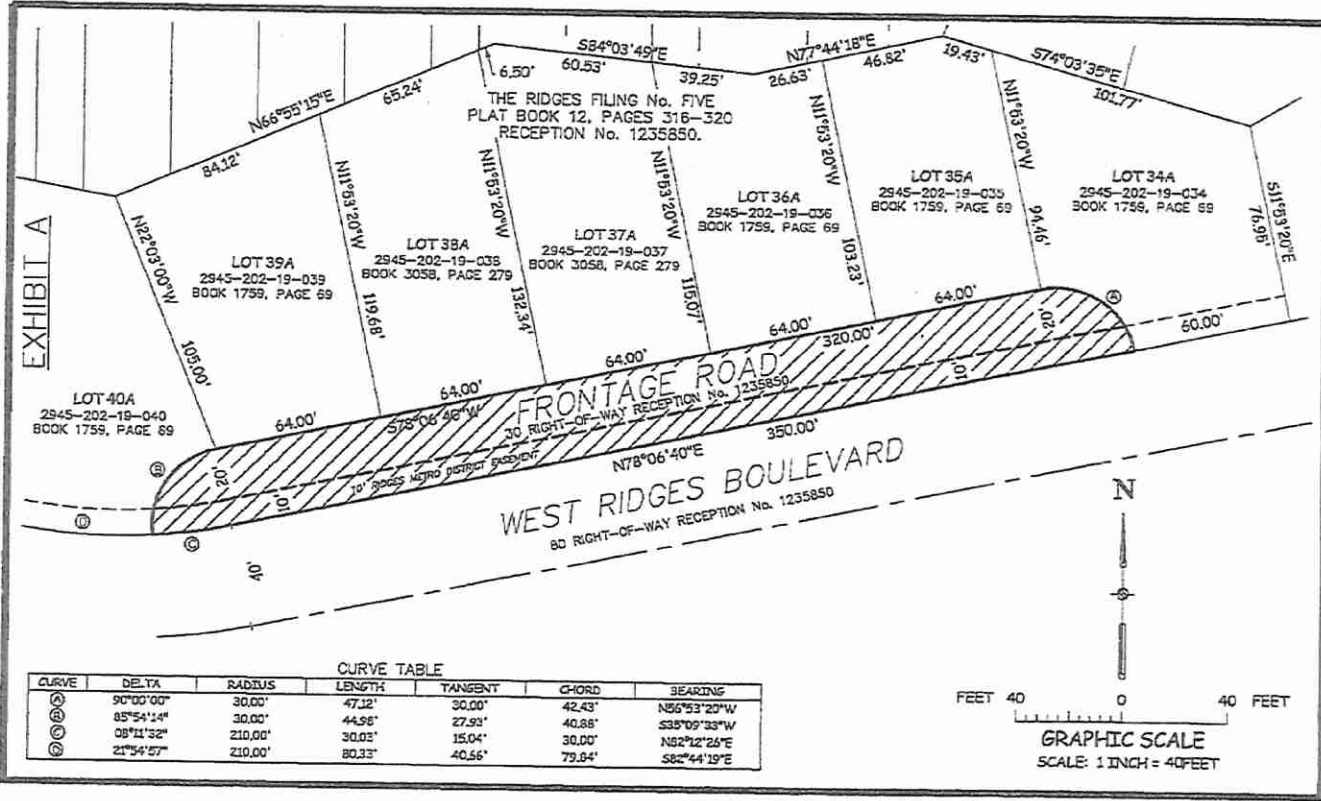 EXHIBIT A
N66°55'15"E
84.12'
65.24'
6.50'
S84°03'49"E
60.53'
39.25'
N77°44'18"E
26.63'
46.82'
19.43'
S74°03'35"E
101.77'
THE RIDGES FILING No. FIVE
PLAT BOOK 12, PAGES 316-320
RECEPTION No. 1235850.
N22°03'00"W
105.00'
N11°53'20"W
119.68'
N11°53'20"W
132.34'
N11°53'20"W
115.07'
N11°53'20"W
103.23'
N11°53'20"W
94.46'
S11°53'20"E
76.96'
LOT 40A
2945-202-19-040
BOOK 1759, PAGE 69
LOT 39A
2945-202-19-039
BOOK 1759, PAGE 69
LOT 38A
2945-202-19-038
BOOK 3058, PAGE 279
LOT 37A
2945-202-19-037
BOOK 3058, PAGE 279
LOT 36A
2945-202-19-036
BOOK 1759, PAGE 69
LOT 35A
2945-202-19-035
BOOK 1759, PAGE 69
LOT 34A
2945-202-19-034
BOOK 1759, PAGE 69
64.00'
64.00'
64.00'
64.00'
64.00'
320.00'
S78°06'40"W
FRONTAGE ROAD
30 RIGHT-OF-WAY RECEPTION No. 1235850
10' RIDGES METRO DISTRICT EASEMENT
20'
10'
20'
10'
A
B
C
D
60.00'
N78°06'40"E
350.00'
WEST RIDGES BOULEVARD
80 RIGHT-OF-WAY RECEPTION No. 1235850
40'
N
CURVE TABLE
CURVE DELTA RADIUS LENGTH TANGENT CHORD BEARING
A 90°00'00" 30.00' 47.12' 30.00' 42.43' N56°53'20"W
B 85°54'14" 30.00' 44.98' 27.93' 40.88' S35°09'33"W
C 08°11'32" 210.00' 30.03' 15.04' 30.00' N82°12'26"E
D 21°54'57" 210.00' 80.33' 40.66' 79.84' S82°44'19"E
FEET 40 0 40 FEET
GRAPHIC SCALE
SCALE: 1 INCH = 40FEET